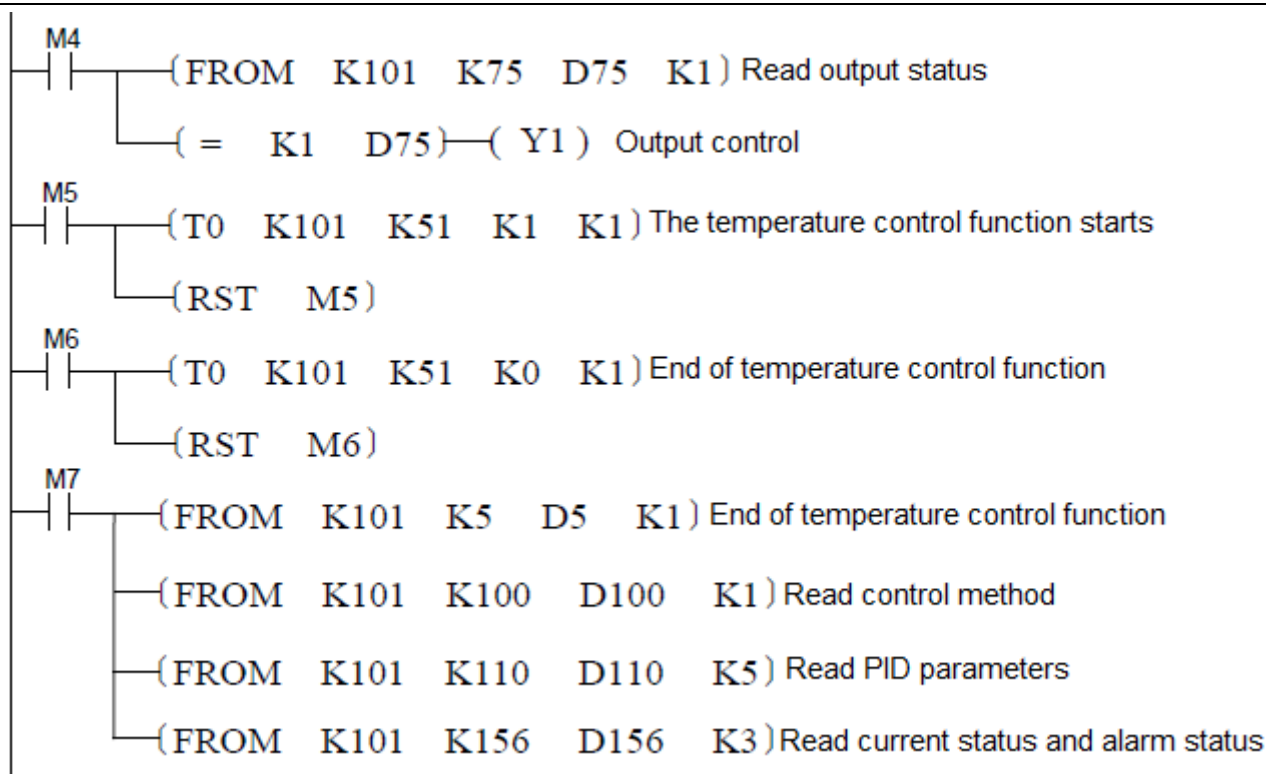 M4
(FROM K101 K75 D75 K1) Read output status
( = K1 D75) ( Y1 ) Output control
M5
(T0 K101 K51 K1 K1) The temperature control function starts
(RST M5)
M6
(T0 K101 K51 K0 K1) End of temperature control function
(RST M6)
M7
(FROM K101 K5 D5 K1) End of temperature control function
(FROM K101 K100 D100 K1) Read control method
(FROM K101 K110 D110 K5) Read PID parameters
(FROM K101 K156 D156 K3) Read current status and alarm status